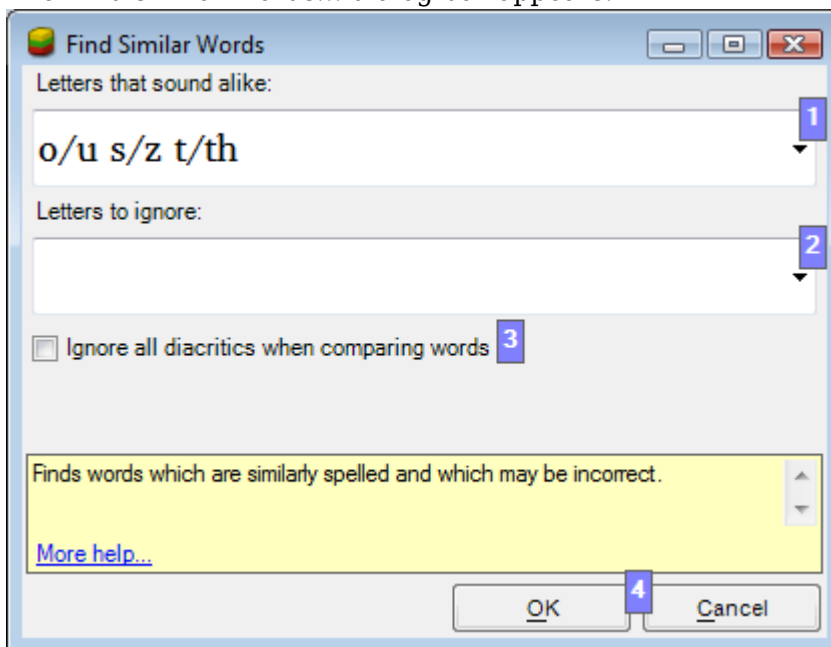 Find Similar Words
Letters that sound alike:
1
o/u s/z t/th
Letters to ignore:
2
Ignore all diacritics when comparing words 3
Finds words which are similarly spelled and which may be incorrect.
More help...
4
OK Cancel